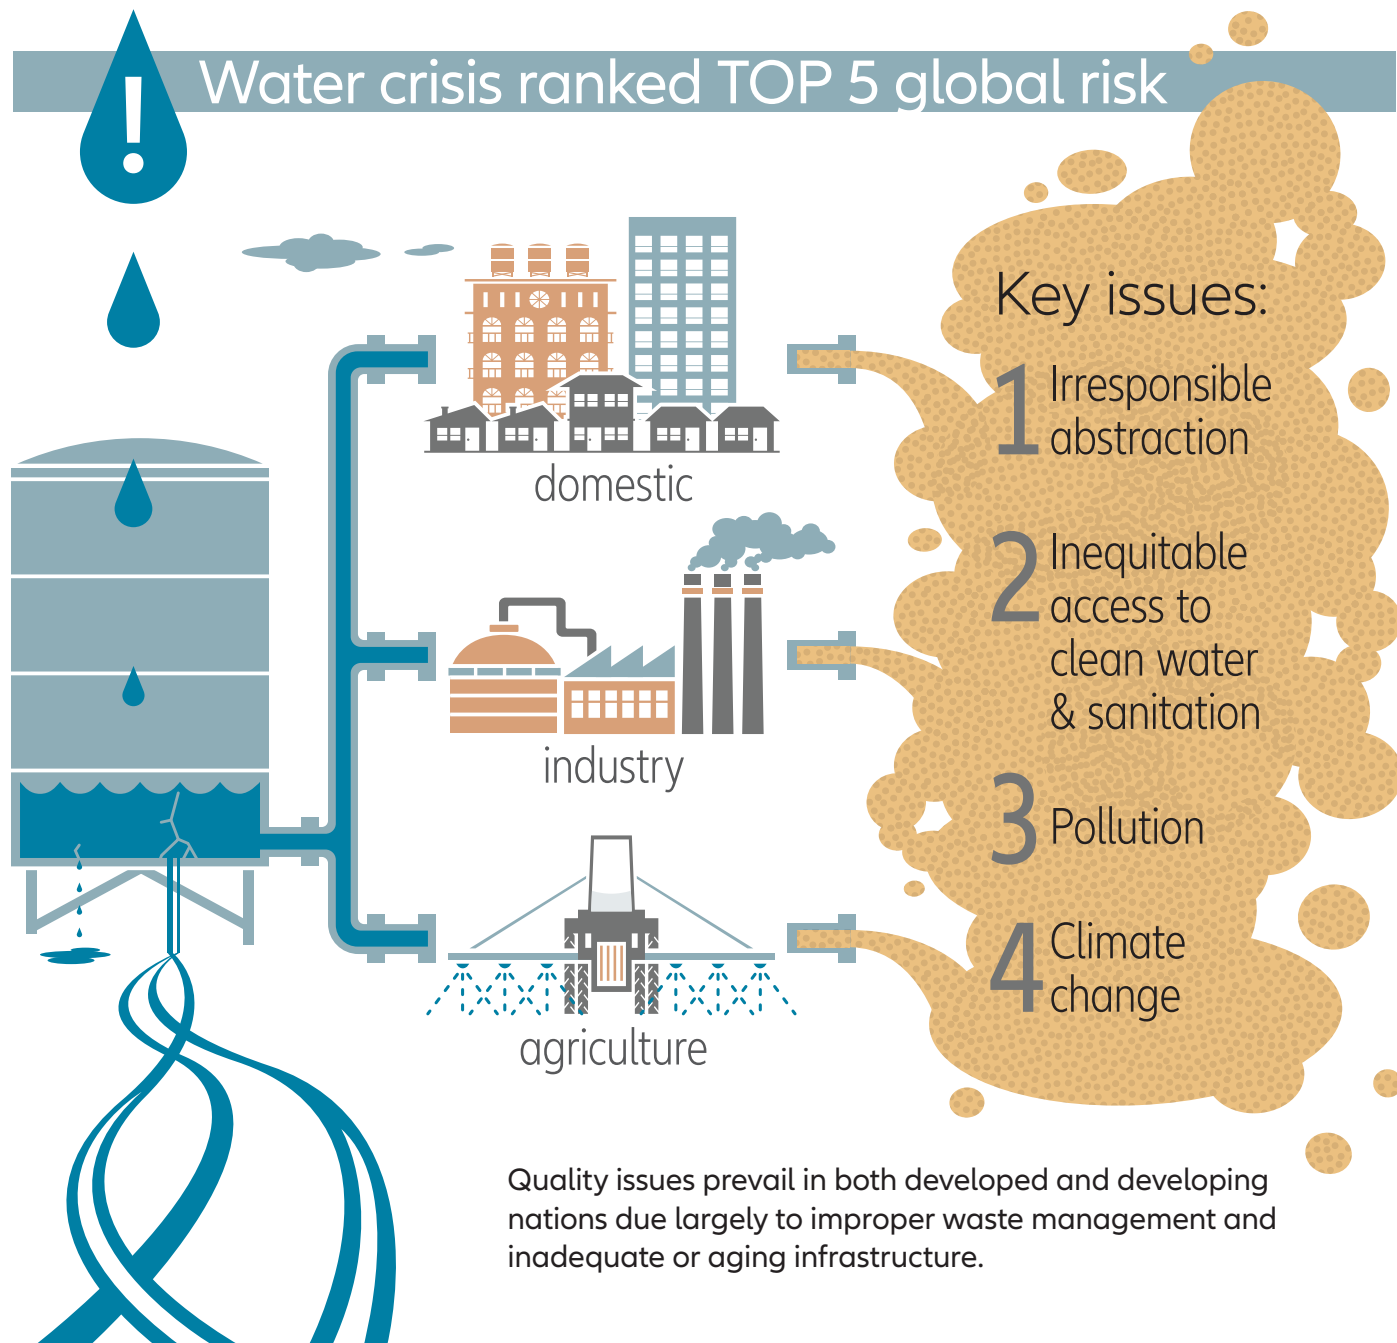 !
Water crisis ranked TOP 5 global risk
domestic
industry
agriculture
Key issues:
1 Irresponsible
abstraction
2 Inequitable
access to
clean water
& sanitation
3 Pollution
4 Climate
change
Quality issues prevail in both developed and developing
nations due largely to improper waste management and
inadequate or aging infrastructure.